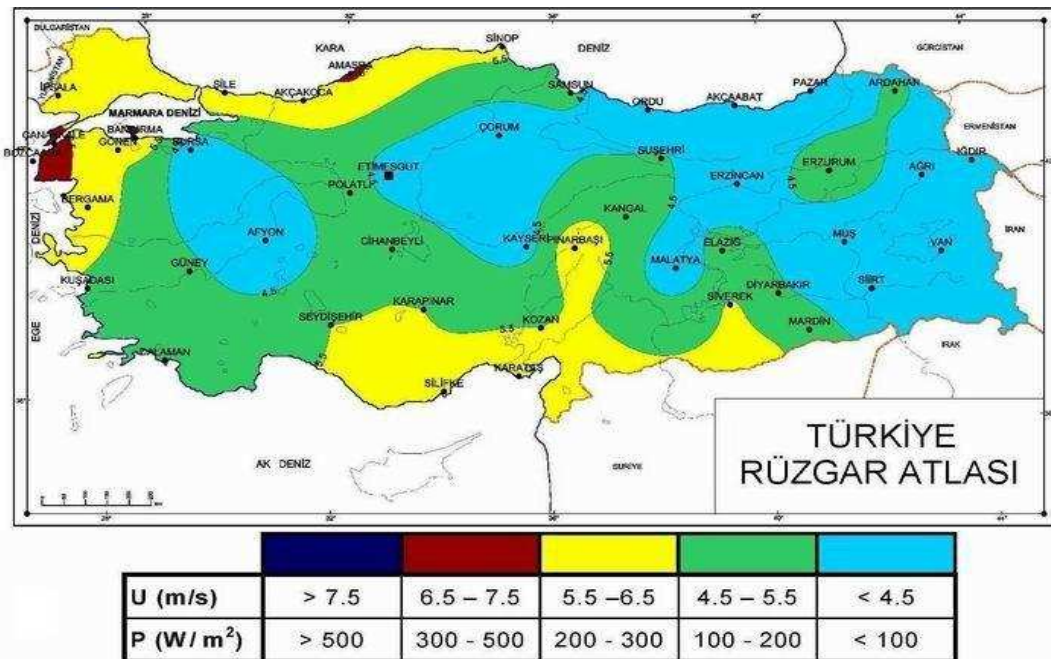 BULGARİSTAN
KARA
DENİZ
GÜRCİSTAN
SİNOP
AMASRA
İPSALA
ŞİLE
AKÇAKOCA
SAMSUN
ORDU
AKÇAABAT
PAZAR
ARDAHAN
MARMARA DENİZİ
ERMENİSTAN
ÇANAKKALE
BANDIRMA
GÖNEN
BURSA
ÇORUM
SUŞEHRİ
ERZURUM
AĞRI
IĞDIR
ETİMESGUT
POLATLI
ERZİNCAN
BERGAMA
KANGAL
İRAN
DENİZİ
AFYON
CİHANBEYLİ
KAYSERİ
PINARBAŞI
ELAZIĞ
MUŞ
VAN
GÜNEY
MALATYA
KUŞADASI
DİYARBAKIR
SİİRT
KARAPINAR
SİVEREK
EGE
SEYDİŞEHİR
KOZAN
MARDİN
IRAK
DALAMAN
SİLİFKE
KARATAŞ
AK DENİZ
SURİYE
TÜRKİYE
RÜZGAR ATLASI
U (m/s) > 7.5 6.5 – 7.5 5.5 –6.5 4.5 – 5.5 < 4.5
P (W/ m²) > 500 300 - 500 200 - 300 100 - 200 < 100